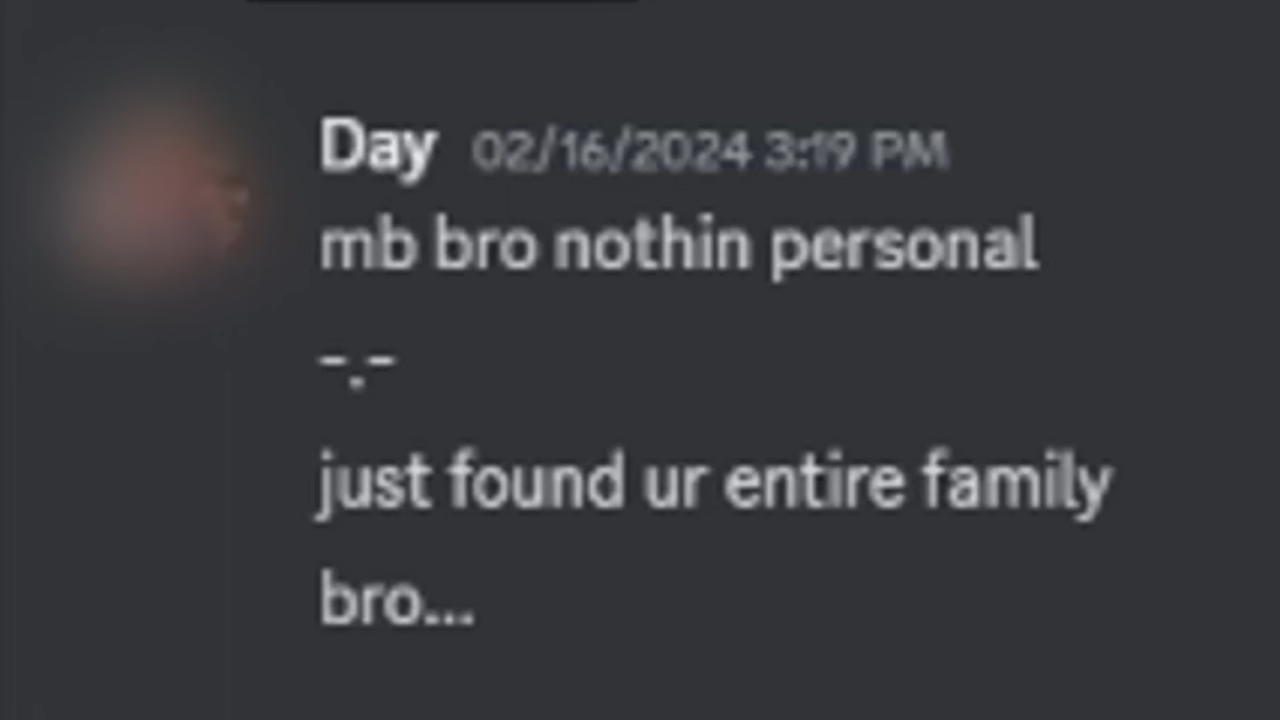 Day 02/16/2024 3:19 PM
mb bro nothin personal
-.-
just found ur entire family
bro...